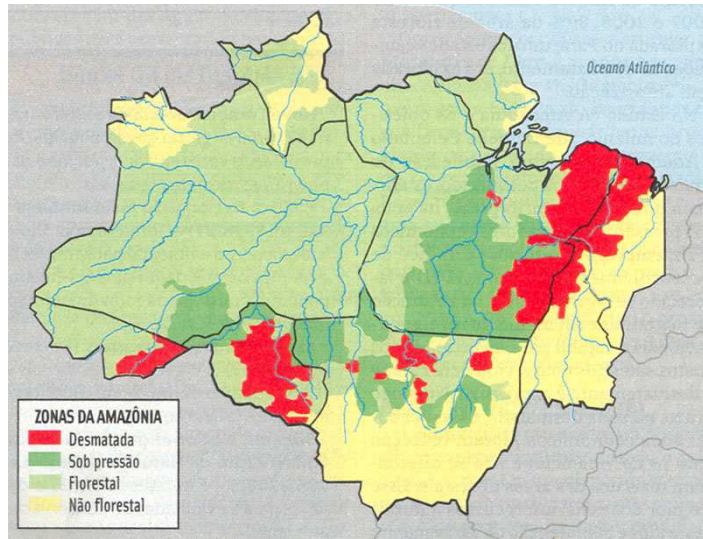 Oceano Atlântico
ZONAS DA AMAZÔNIA
Desmatada
Sob pressão
Florestal
Não florestal